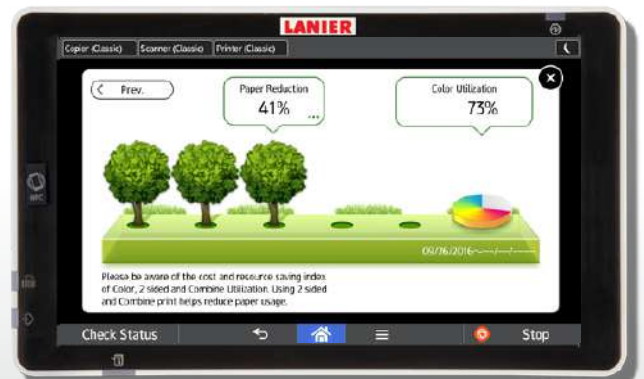 LANIER
Copier (Classic) Scanner (Classic) Printer (Classic)
Prev.
Paper Reduction
41%
...
Color Utilization
73%
09/26/2016~--/--/----
Please be aware of the cost and resource saving index
of Color, 2 sided and Combine Utilization. Using 2 sided
and Combine print helps reduce paper usage.
Check Status
Stop
NFC